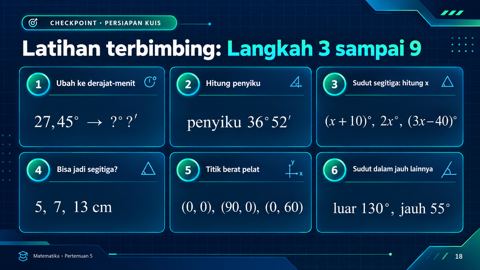 CHECKPOINT • PERSIAPAN KUIS
Latihan terbimbing: Langkah 3 sampai 9
1 Ubah ke derajat-menit
27,45° → ?°?′
2 Hitung penyiku
penyiku 36°52′
3 Sudut segitiga: hitung x
(x + 10)°, 2x°, (3x−40)°
4 Bisa jadi segitiga?
5, 7, 13 cm
5 Titik berat pelat
y
x
(0, 0), (90, 0), (0, 60)
6 Sudut dalam jauh lainnya
luar 130°, jauh 55°
Matematika • Pertemuan 5
18